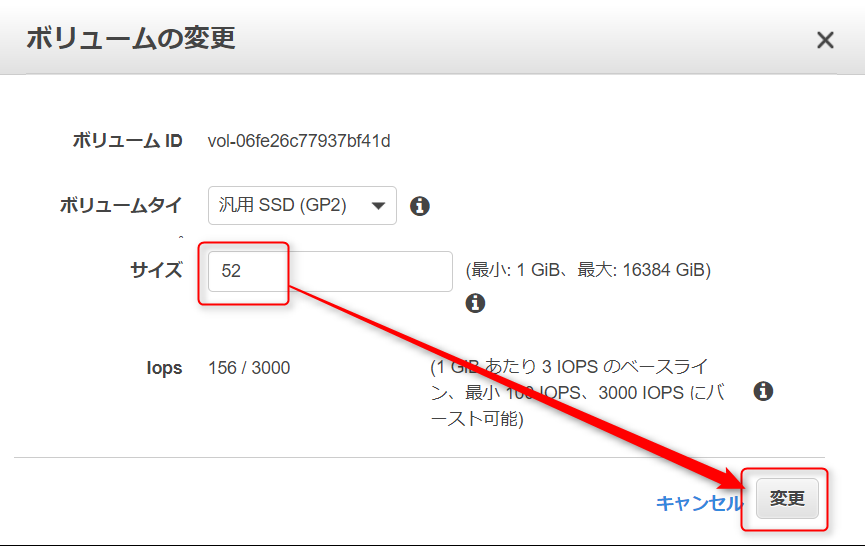 ボリュームの変更
ボリューム ID vol-06fe26c77937bf41d
ボリュームタイ 汎用 SSD (GP2)
サイズ 52 (最小: 1 GiB、最大: 16384 GiB)
Iops 156 / 3000 (1 GiB あたり 3 IOPS のベースライ
ン、最小 100 IOPS、3000 IOPS にバ
ースト可能)
キャンセル 変更